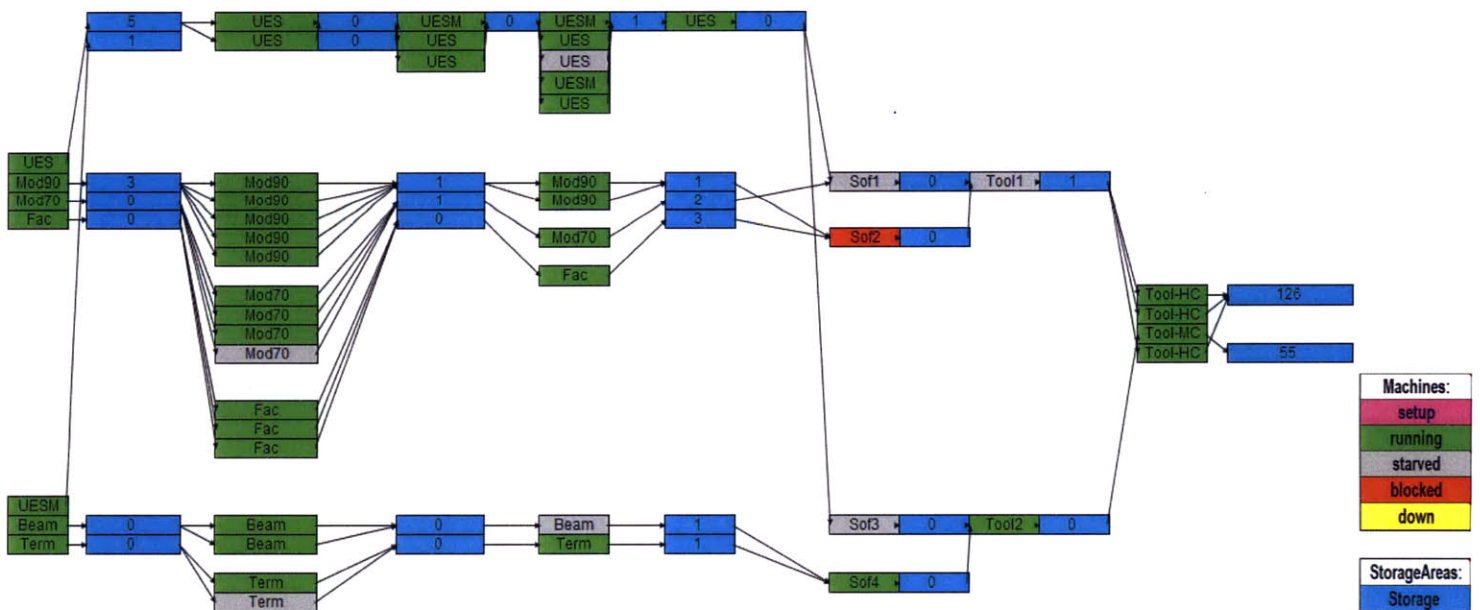 5 UES 0 UESM 0 UESM 1 UES 0
1 UES 0 UES UES
UES UES
UESM
UES
UES
Mod90 3 Mod90 1 Mod90 1 Sof1 0 Tool1 1
Mod70 0 Mod90 1 Mod90 2
Fac 0 Mod90 0 3
Mod90 Mod70 Sof2 0
Mod90
Fac
Mod70 Tool-HC 126
Mod70 Tool-HC
Mod70 Tool-MC
Mod70 Tool-HC 55
Machines:
setup
Fac running
Fac
Fac starved
blocked
UESM down
Beam 0 Beam 0 Beam 1 Sof3 0 Tool2 0
Term 0 Beam 0 Term 1
StorageAreas:
Term Sof4 0
Term Storage